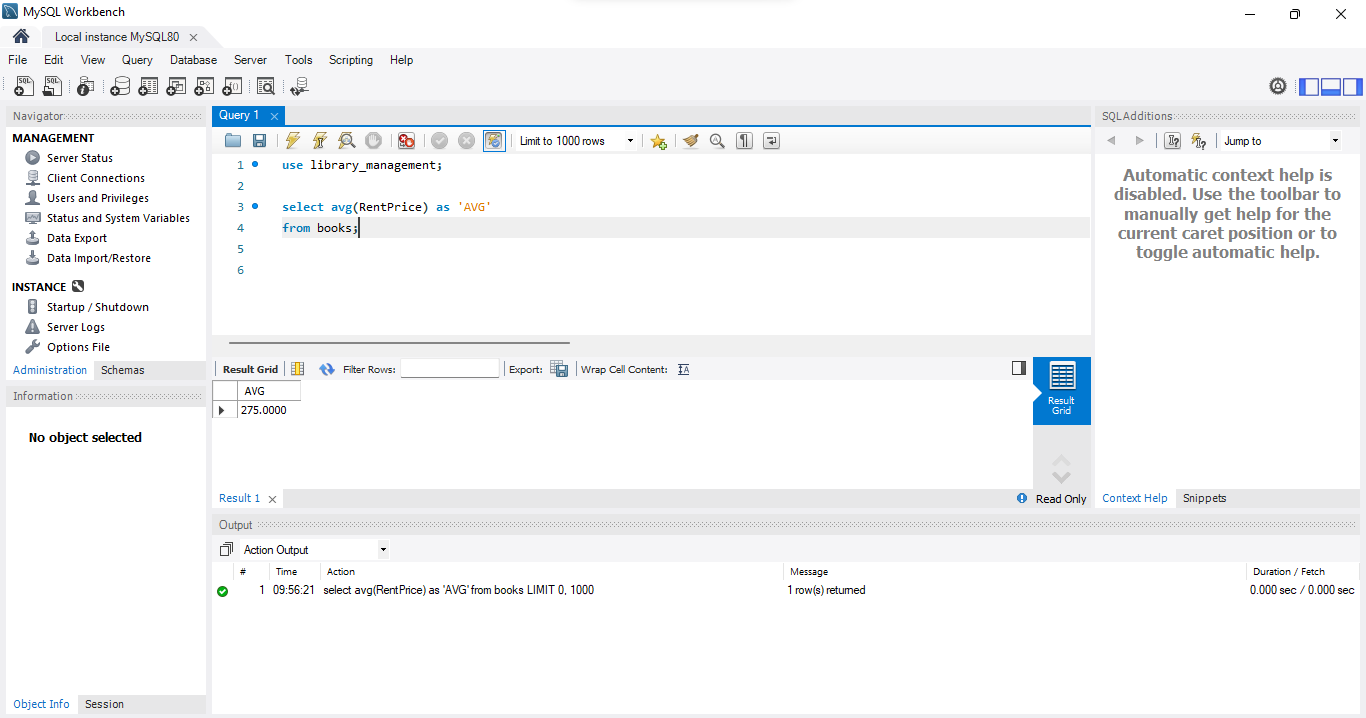 MySQL Workbench
Local instance MySQL80
File Edit View Query Database Server Tools Scripting Help
Navigator
MANAGEMENT
Server Status
Client Connections
Users and Privileges
Status and System Variables
Data Export
Data Import/Restore
INSTANCE
Startup / Shutdown
Server Logs
Options File
Administration Schemas
Information
No object selected
Object Info Session
Query 1
Limit to 1000 rows
1 use library_management;
2
3 select avg(RentPrice) as 'AVG'
4 from books;
5
6
Result Grid Filter Rows: Export: Wrap Cell Content:
AVG
275.0000
Result
Grid
Result 1 Read Only
SQLAdditions
Jump to
Automatic context help is
disabled. Use the toolbar to
manually get help for the
current caret position or to
toggle automatic help.
Context Help Snippets
Output
Action Output
# Time Action Message Duration / Fetch
1 09:56:21 select avg(RentPrice) as 'AVG' from books LIMIT 0, 1000 1 row(s) returned 0.000 sec / 0.000 sec